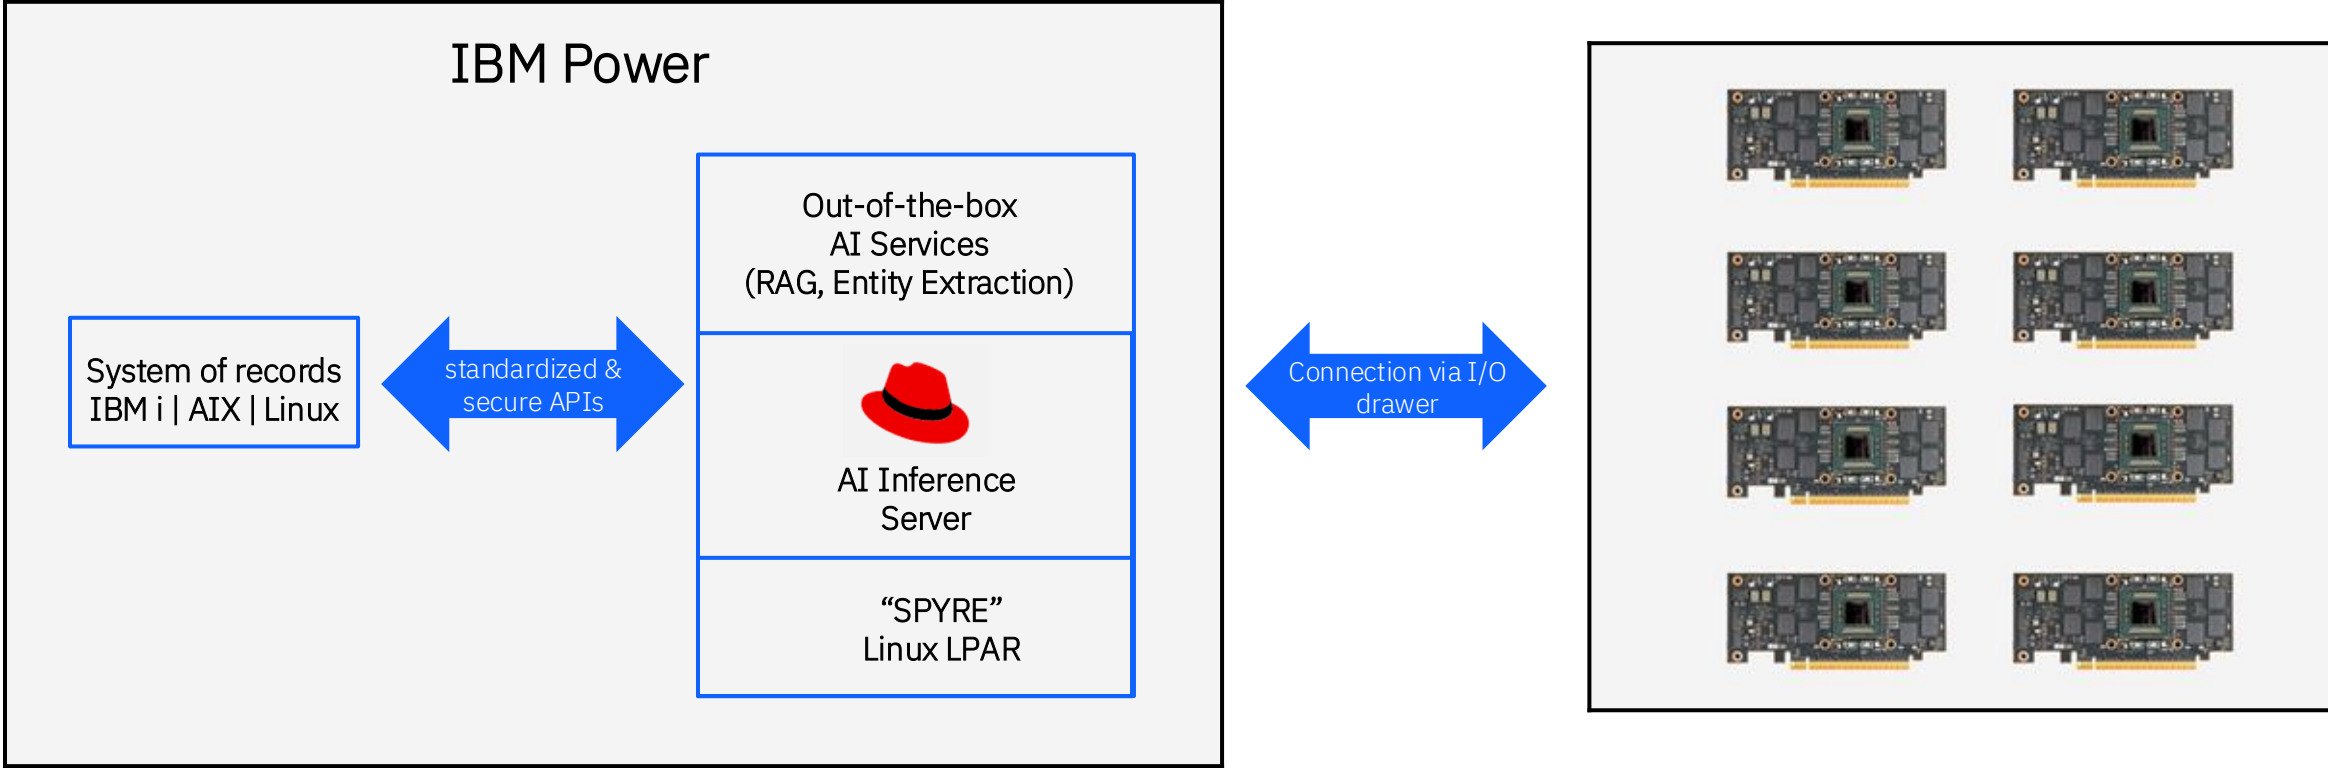 IBM Power
Out-of-the-box
AI Services
(RAG, Entity Extraction)
System of records
IBM i | AIX | Linux
standardized &
secure APIs
AI Inference
Server
“SPYRE”
Linux LPAR
Connection via I/O
drawer